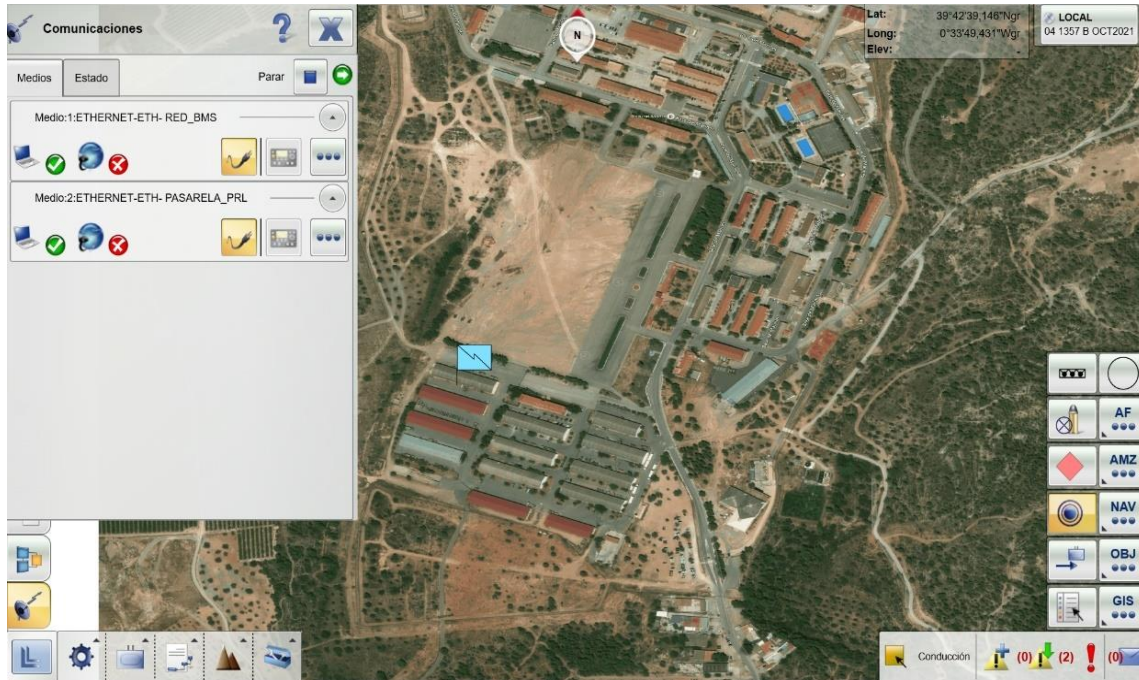 Comunicaciones
?
X
Medios
Estado
Parar
Medio:1:ETHERNET-ETH- RED_BMS
Medio:2:ETHERNET-ETH- PASARELA_PRL
N
Lat: 39°42'39,146"Ngr
Long: 0°33'49,431"Wgr
Elev: -
LOCAL
04 1357 B OCT2021
AF
AMZ
NAV
OBJ
GIS
Conducción
(0)
(2)
(0)